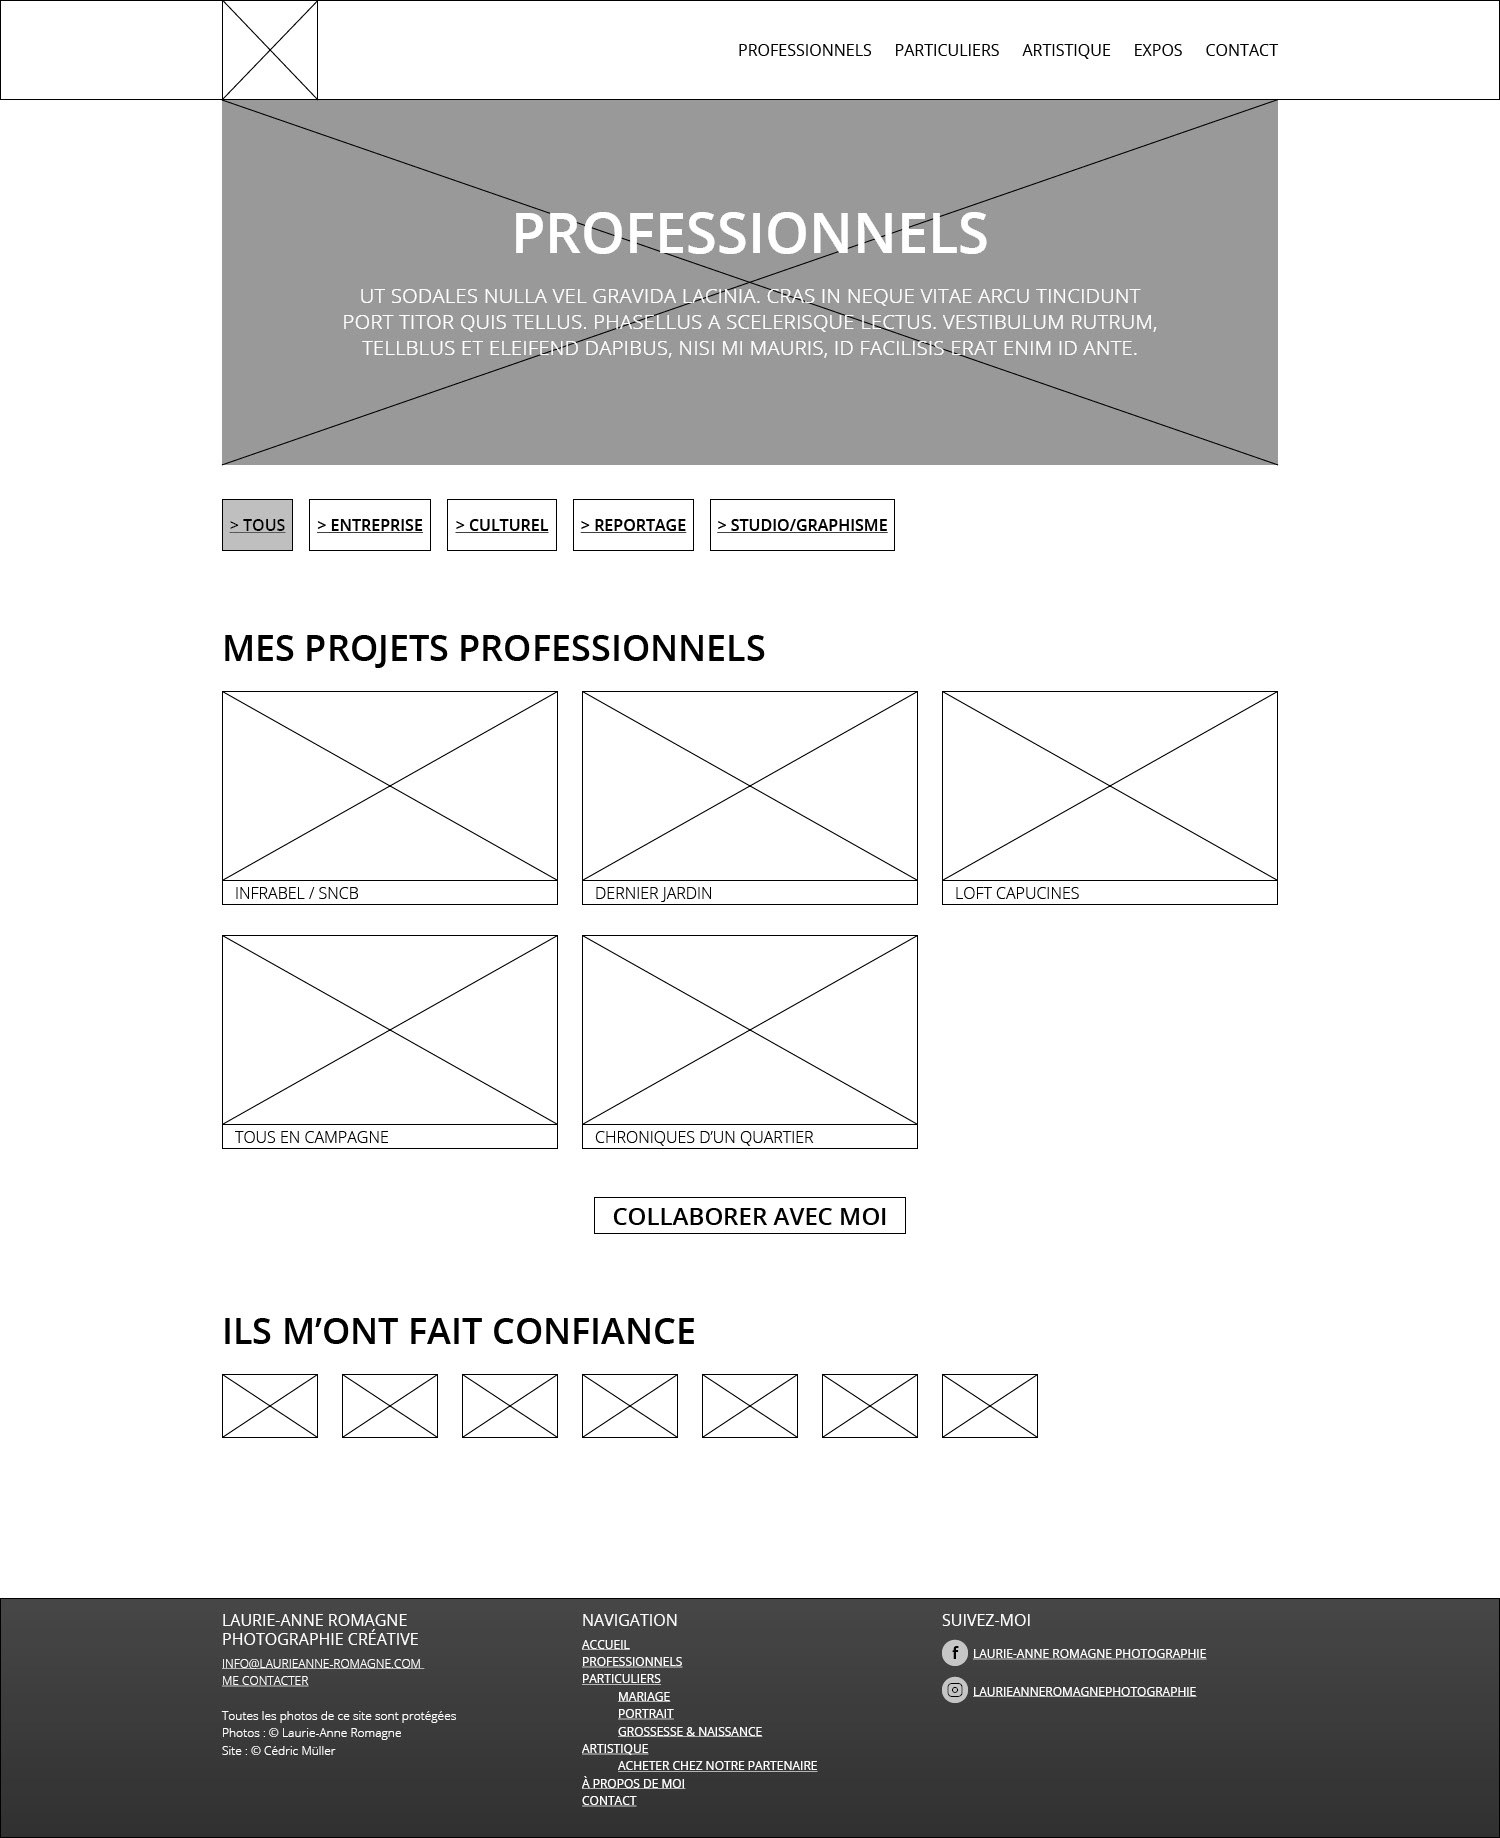 PROFESSIONNELS PARTICULIERS ARTISTIQUE EXPOS CONTACT
PROFESSIONNELS
UT SODALES NULLA VEL GRAVIDA LACINIA. CRAS IN NEQUE VITAE ARCU TINCIDUNT
PORT TITOR QUIS TELLUS. PHASELLUS A SCELERISQUE LECTUS. VESTIBULUM RUTRUM,
TELLBLUS ET ELEIFEND DAPIBUS, NISI MI MAURIS, ID FACILISIS ERAT ENIM ID ANTE.
> TOUS > ENTREPRISE > CULTUREL > REPORTAGE > STUDIO/GRAPHISME
MES PROJETS PROFESSIONNELS
INFRABEL / SNCB
DERNIER JARDIN
LOFT CAPUCINES
TOUS EN CAMPAGNE
CHRONIQUES D’UN QUARTIER
COLLABORER AVEC MOI
ILS M’ONT FAIT CONFIANCE
LAURIE-ANNE ROMAGNE
PHOTOGRAPHIE CRÉATIVE
INFO@LAURIEANNE-ROMAGNE.COM
ME CONTACTER
Toutes les photos de ce site sont protégées
Photos : © Laurie-Anne Romagne
Site : © Cédric Müller
NAVIGATION
ACCUEIL
PROFESSIONNELS
PARTICULIERS
MARIAGE
PORTRAIT
GROSSESSE & NAISSANCE
ARTISTIQUE
ACHETER CHEZ NOTRE PARTENAIRE
À PROPOS DE MOI
CONTACT
SUIVEZ-MOI
LAURIE-ANNE ROMAGNE PHOTOGRAPHIE
LAURIEANNEROMAGNEPHOTOGRAPHIE